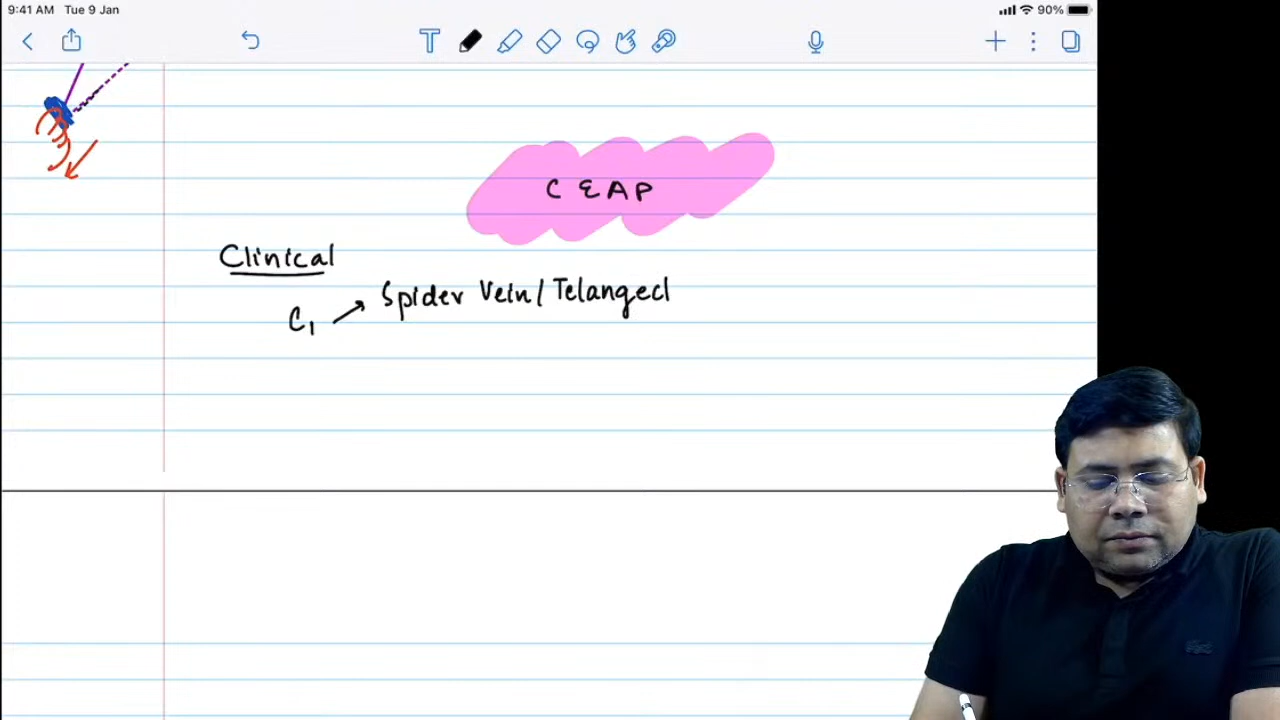 9:41 AM Tue 9 Jan
90%
T
CEAP
Clinical
C1 → Spider Vein/Telangecl